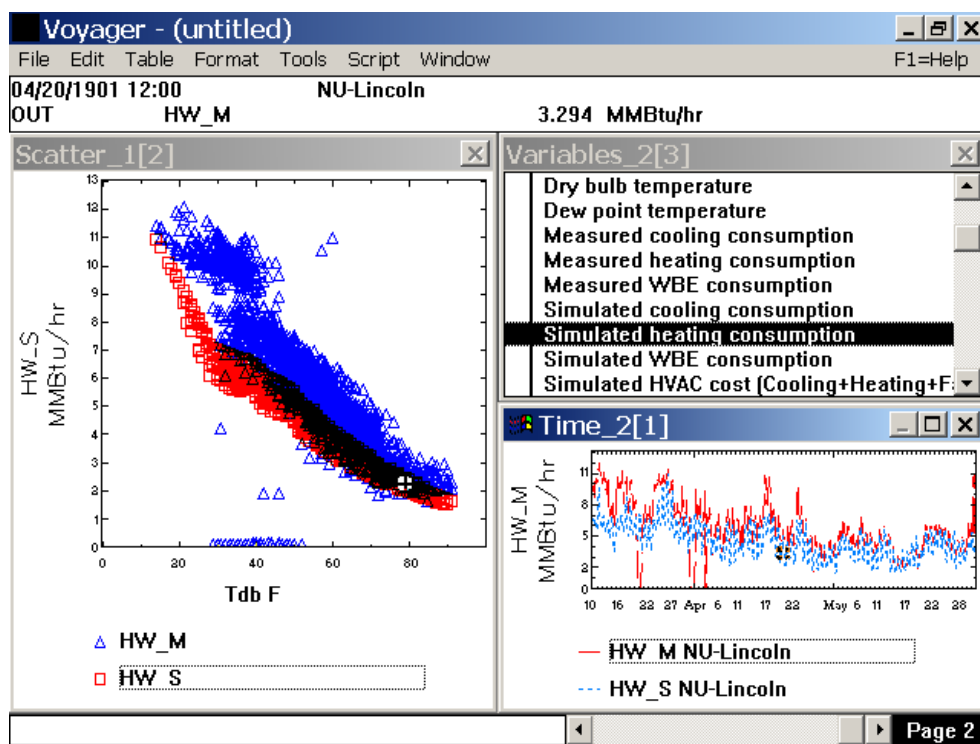 Voyager - (untitled)
File Edit Table Format Tools Script Window F1=Help
04/20/1901 12:00 NU-Lincoln
OUT HW_M 3.294 MMBtu/hr
Scatter_1[2]
13
12
11
10
9
8
7
6
5
4
3
2
1
0
HW_S
MMBtu/hr
0 20 40 60 80
Tdb F
HW_M
HW_S
Variables_2[3]
Dry bulb temperature
Dew point temperature
Measured cooling consumption
Measured heating consumption
Measured WBE consumption
Simulated cooling consumption
Simulated heating consumption
Simulated WBE consumption
Simulated HVAC cost (Cooling+Heating+F
Time_2[1]
HW_M
MMBtu/hr
11
8
5
2
0
10 16 22 27 Apr 6 11 17 22 May 6 11 17 22 28
HW_M NU-Lincoln
HW_S NU-Lincoln
Page 2